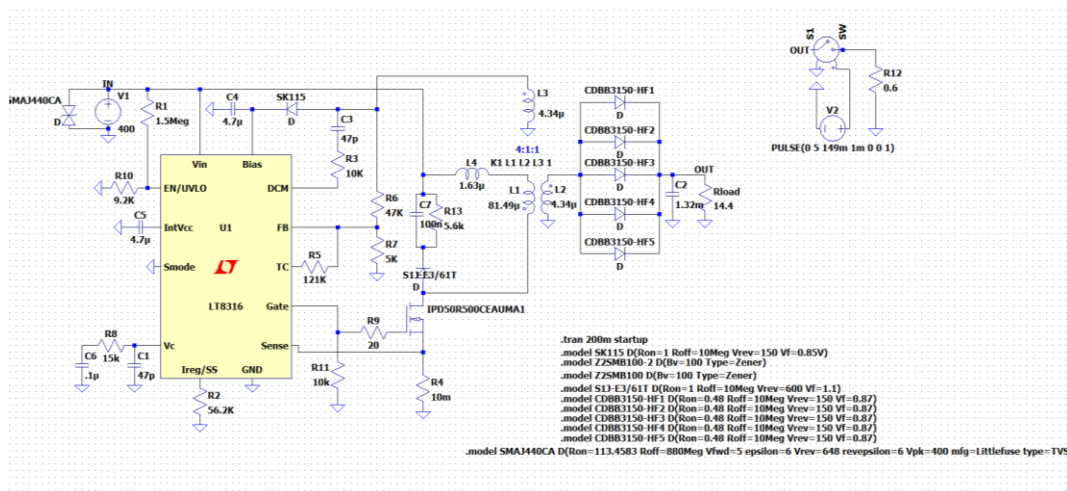 SMAJ440CA
D
IN
V1
400
R1
1.5Meg
C4
4.7µ
SK115
D
C3
47p
R3
10K
L3
4.34µ
CDBB3150-HF1
D
CDBB3150-HF2
D
CDBB3150-HF3
D
CDBB3150-HF4
D
CDBB3150-HF5
D
OUT
S1
SW
R12
0.6
V2
PULSE(0 5 149m 1m 0 0 1)
Vin
Bias
EN/UVLO
DCM
IntVcc
U1
FB
Smode
TC
LT8316
Gate
Vc
Sense
Ireg/SS
GND
R10
9.2K
C5
4.7µ
R6
47K
R7
5K
R5
121K
4:1:1
K1 L1 L2 L3 1
L4
1.63µ
L1
81.49µ
L2
4.34µ
C7
100n
R13
5.6k
S1J-E3/61T
D
OUT
C2
1.32m
Rload
14.4
IPD50R500CEAUMA1
R9
20
R8
15k
C6
.1µ
C1
47p
R11
10k
R4
10m
R2
56.2K
.tran 200m startup
.model SK115 D(Ron=1 Roff=10Meg Vrev=150 Vf=0.85V)
.model Z2SMB100-2 D(Bv=100 Type=Zener)
.model Z2SMB100 D(Bv=100 Type=Zener)
.model S1J-E3/61T D(Ron=1 Roff=10Meg Vrev=600 Vf=1.1)
.model CDBB3150-HF1 D(Ron=0.48 Roff=10Meg Vrev=150 Vf=0.87)
.model CDBB3150-HF2 D(Ron=0.48 Roff=10Meg Vrev=150 Vf=0.87)
.model CDBB3150-HF3 D(Ron=0.48 Roff=10Meg Vrev=150 Vf=0.87)
.model CDBB3150-HF4 D(Ron=0.48 Roff=10Meg Vrev=150 Vf=0.87)
.model CDBB3150-HF5 D(Ron=0.48 Roff=10Meg Vrev=150 Vf=0.87)
.model SMAJ440CA D(Ron=113.4583 Roff=880Meg Vfwd=5 epsilon=6 Vrev=648 revepsilon=6 Vpk=400 mfg=Littlefuse type=TVS